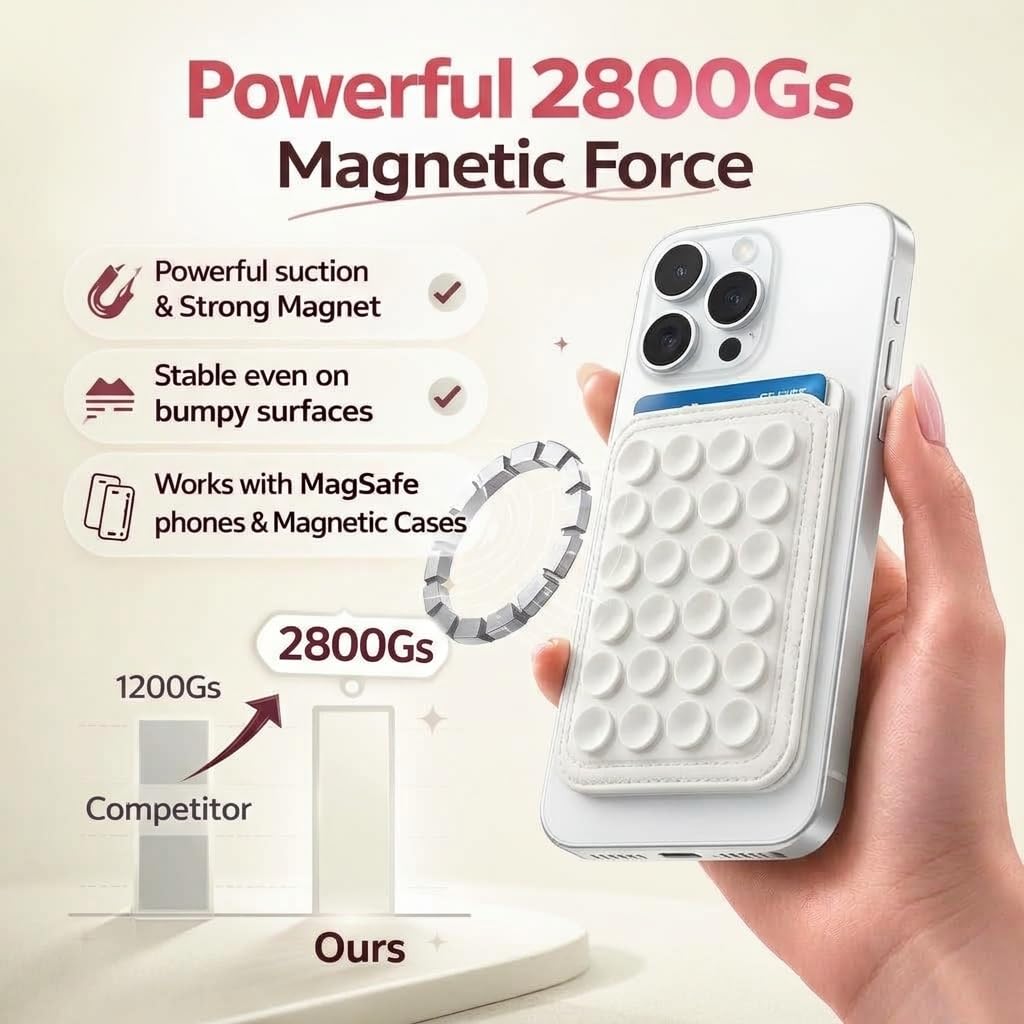 Powerful 2800Gs
Magnetic Force
Powerful suction
& Strong Magnet
Stable even on
bumpy surfaces
Works with MagSafe
phones & Magnetic Cases
2800Gs
1200Gs
Competitor
Ours